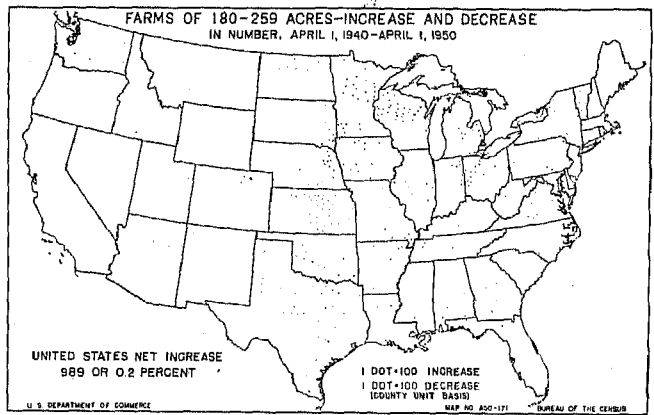 FARMS OF 180-259 ACRES-INCREASE AND DECREASE
IN NUMBER, APRIL 1, 1940-APRIL 1, 1950
UNITED STATES NET INCREASE
989 OR 0.2 PERCENT
1 DOT=100 INCREASE
1 DOT=100 DECREASE
(COUNTY UNIT BASIS)
U. S. DEPARTMENT OF COMMERCE
MAP NO A50-171
BUREAU OF THE CENSUS